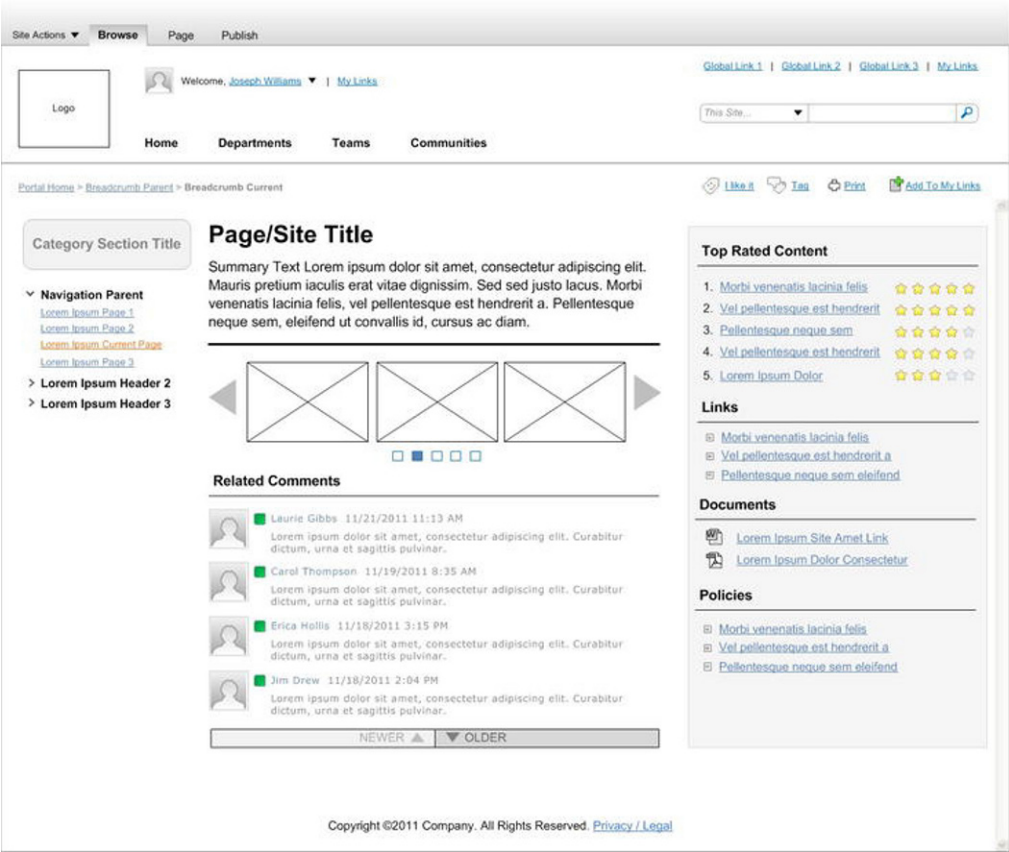 Site Actions ▼ Browse Page Publish
Logo
Welcome, Joseph Williams ▼ | My Links
Global Link 1 | Global Link 2 | Global Link 3 | My Links
This Site... ▼
Home Departments Teams Communities
Portal Home > Breadcrumb Parent > Breadcrumb Current
I like it Tag Print Add To My Links
Category Section Title
Navigation Parent
Lorem Ipsum Page 1
Lorem Ipsum Page 2
Lorem Ipsum Current Page
Lorem Ipsum Page 3
Lorem Ipsum Header 2
Lorem Ipsum Header 3
Page/Site Title
Summary Text Lorem ipsum dolor sit amet, consectetur adipiscing elit.
Mauris pretium iaculis erat vitae dignissim. Sed sed justo lacus. Morbi
venenatis lacinia felis, vel pellentesque est hendrerit a. Pellentesque
neque sem, eleifend ut convallis id, cursus ac diam.
Related Comments
Laurie Gibbs 11/21/2011 11:13 AM
Lorem ipsum dolor sit amet, consectetur adipiscing elit. Curabitur
dictum, urna et sagittis pulvinar.
Carol Thompson 11/19/2011 8:35 AM
Lorem ipsum dolor sit amet, consectetur adipiscing elit. Curabitur
dictum, urna et sagittis pulvinar.
Erica Hollis 11/18/2011 3:15 PM
Lorem ipsum dolor sit amet, consectetur adipiscing elit. Curabitur
dictum, urna et sagittis pulvinar.
Jim Drew 11/18/2011 2:04 PM
Lorem ipsum dolor sit amet, consectetur adipiscing elit. Curabitur
dictum, urna et sagittis pulvinar.
NEWER ▲ ▼ OLDER
Top Rated Content
1. Morbi venenatis lacinia felis
2. Vel pellentesque est hendrerit
3. Pellentesque neque sem
4. Vel pellentesque est hendrerit
5. Lorem Ipsum Dolor
Links
Morbi venenatis lacinia felis
Vel pellentesque est hendrerit a
Pellentesque neque sem eleifend
Documents
Lorem Ipsum Site Amet Link
Lorem Ipsum Dolor Consectetur
Policies
Morbi venenatis lacinia felis
Vel pellentesque est hendrerit a
Pellentesque neque sem eleifend
Copyright ©2011 Company. All Rights Reserved. Privacy / Legal